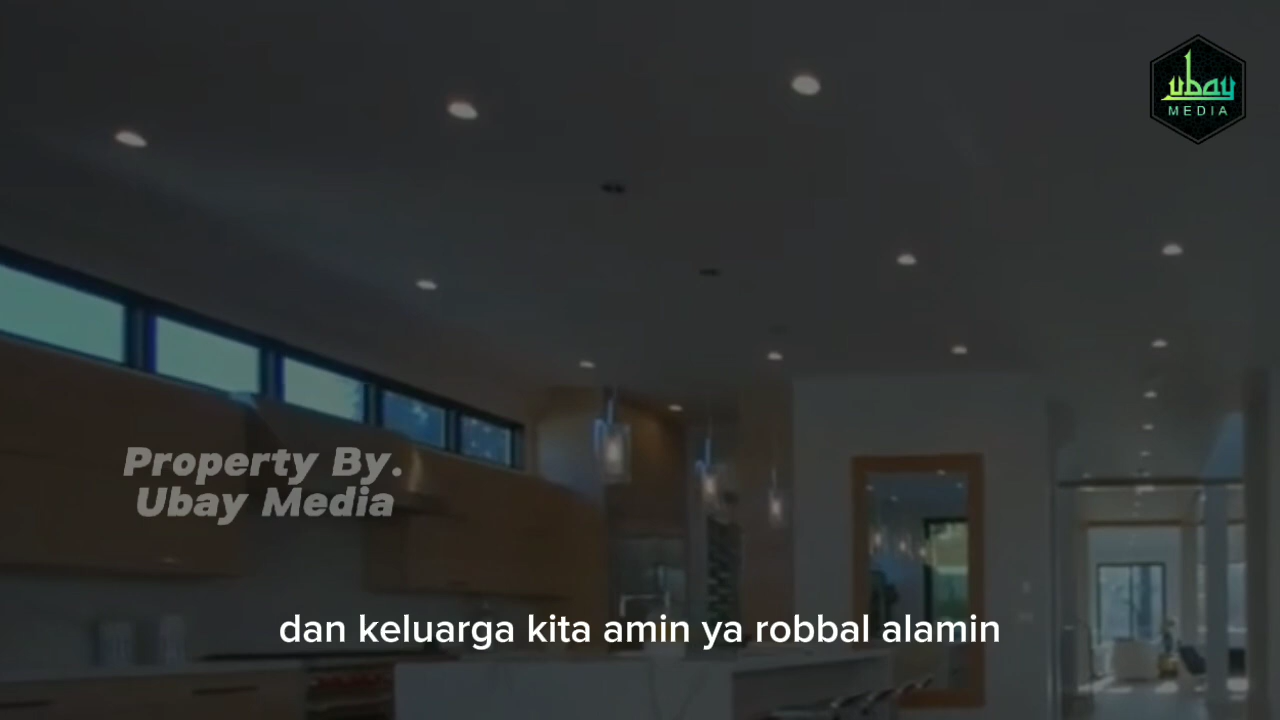 ubay
MEDIA
Property By.
Ubay Media
dan keluarga kita amin ya robbal alamin